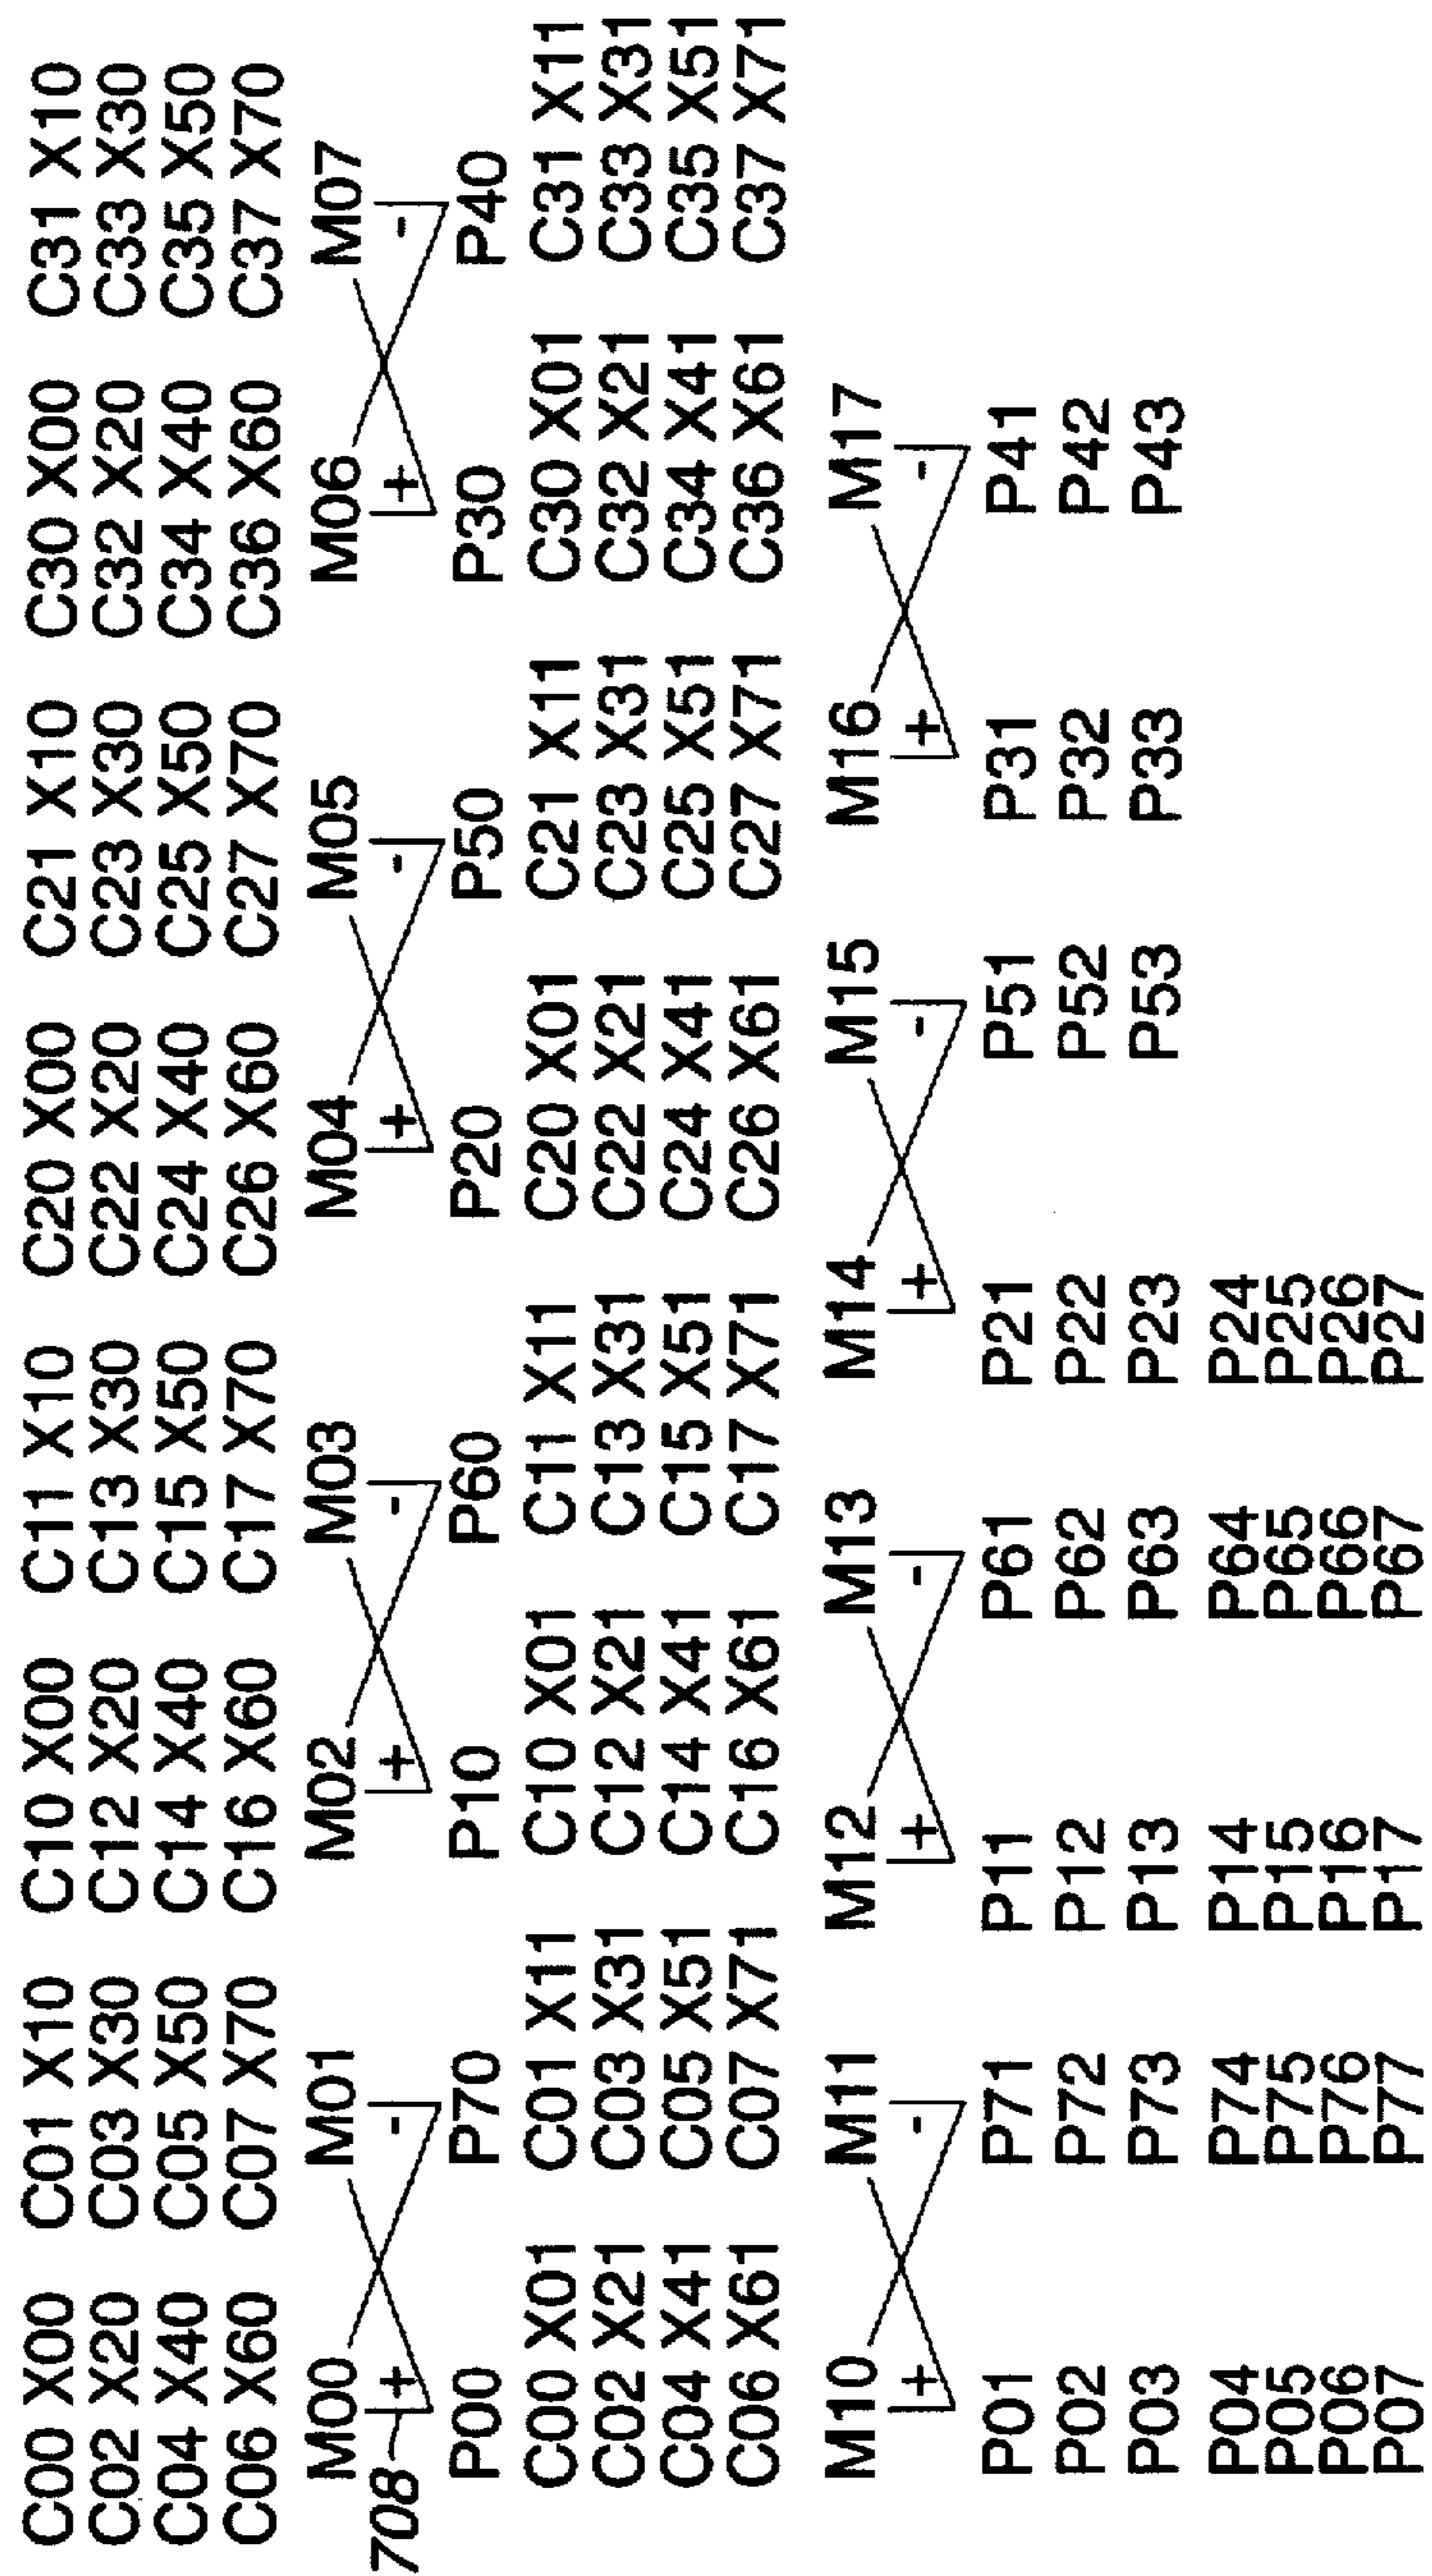 C00 X00 C01 X10 C10 X00 C11 X10 C20 X00 C21 X10 C30 X00 C31 X10
C02 X20 C03 X30 C12 X20 C13 X30 C22 X20 C23 X30 C32 X20 C33 X30
C04 X40 C05 X50 C14 X40 C15 X50 C24 X40 C25 X50 C34 X40 C35 X50
C06 X60 C07 X70 C16 X60 C17 X70 C26 X60 C27 X70 C36 X60 C37 X70
M00 M01 M02 M03 M04 M05 M06 M07
708 + - + - + - + -
P00 P70 P10 P60 P20 P50 P30 P40
C00 X01 C01 X11 C10 X01 C11 X11 C20 X01 C21 X11 C30 X01 C31 X11
C02 X21 C03 X31 C12 X21 C13 X31 C22 X21 C23 X31 C32 X21 C33 X31
C04 X41 C05 X51 C14 X41 C15 X51 C24 X41 C25 X51 C34 X41 C35 X51
C06 X61 C07 X71 C16 X61 C17 X71 C26 X61 C27 X71 C36 X61 C37 X71
M10 M11 M12 M13 M14 M15 M16 M17
+ - + - + - + -
P01 P71 P11 P61 P21 P51 P31 P41
P02 P72 P12 P62 P22 P52 P32 P42
P03 P73 P13 P63 P23 P53 P33 P43
P04 P74 P14 P64 P24
P05 P75 P15 P65 P25
P06 P76 P16 P66 P26
P07 P77 P17 P67 P27